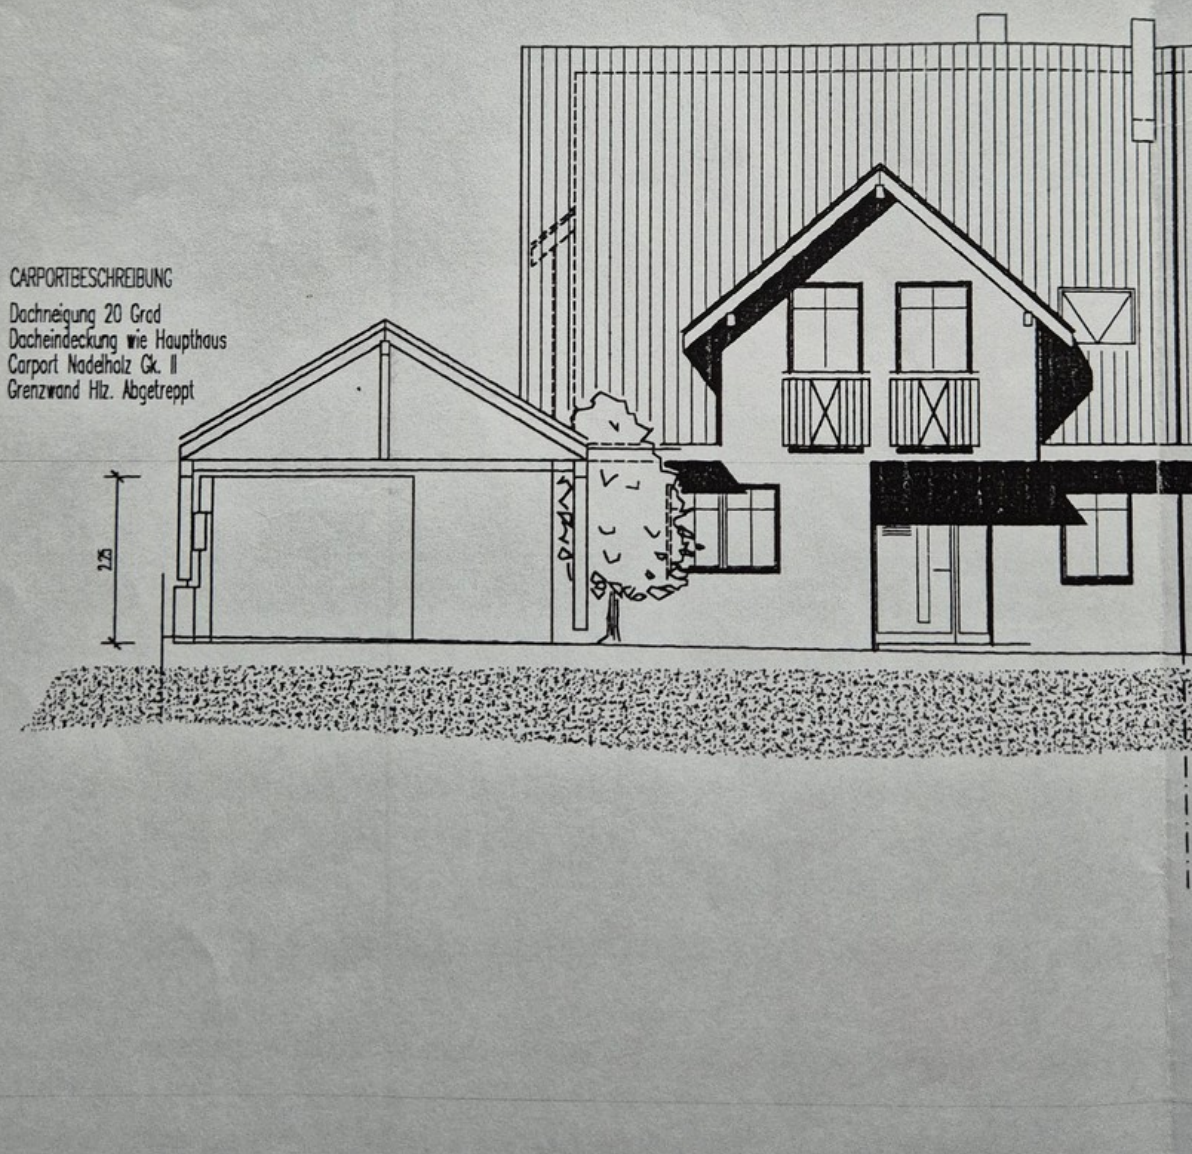 CARPORTBESCHREIBUNG
Dachneigung 20 Grad
Dacheindeckung wie Haupthaus
Carport Nadelholz Gk. II
Grenzwand Hlz. Abgetreppt
2.25